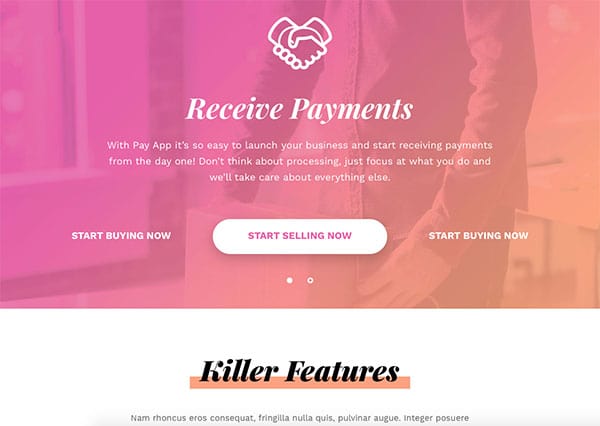 Receive Payments
With Pay App it's so easy to launch your business and start receiving payments
from the day one! Don't think about processing, just focus at what you do and
we'll take care about everything else.
START BUYING NOW
START SELLING NOW
START BUYING NOW
Killer Features
Nam rhoncus eros consequat, fringilla nulla quis, pulvinar augue. Integer posuere